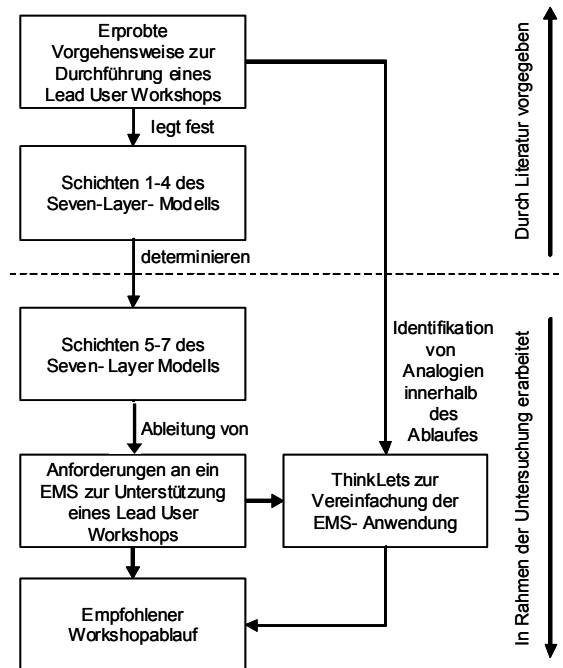 Erprobte
Vorgehensweise zur
Durchführung eines
Lead User Workshops
legt fest
Schichten 1-4 des
Seven-Layer- Modells
determinieren
Schichten 5-7 des
Seven- Layer Modells
Ableitung von
Anforderungen an ein
EMS zur Unterstützung
eines Lead User
Workshops
Identifikation
von
Analogien
innerhalb
des
Ablaufes
ThinkLets zur
Vereinfachung der
EMS- Anwendung
Empfohlener
Workshopablauf
Durch Literatur vorgegeben
In Rahmen der Untersuchung erarbeitet